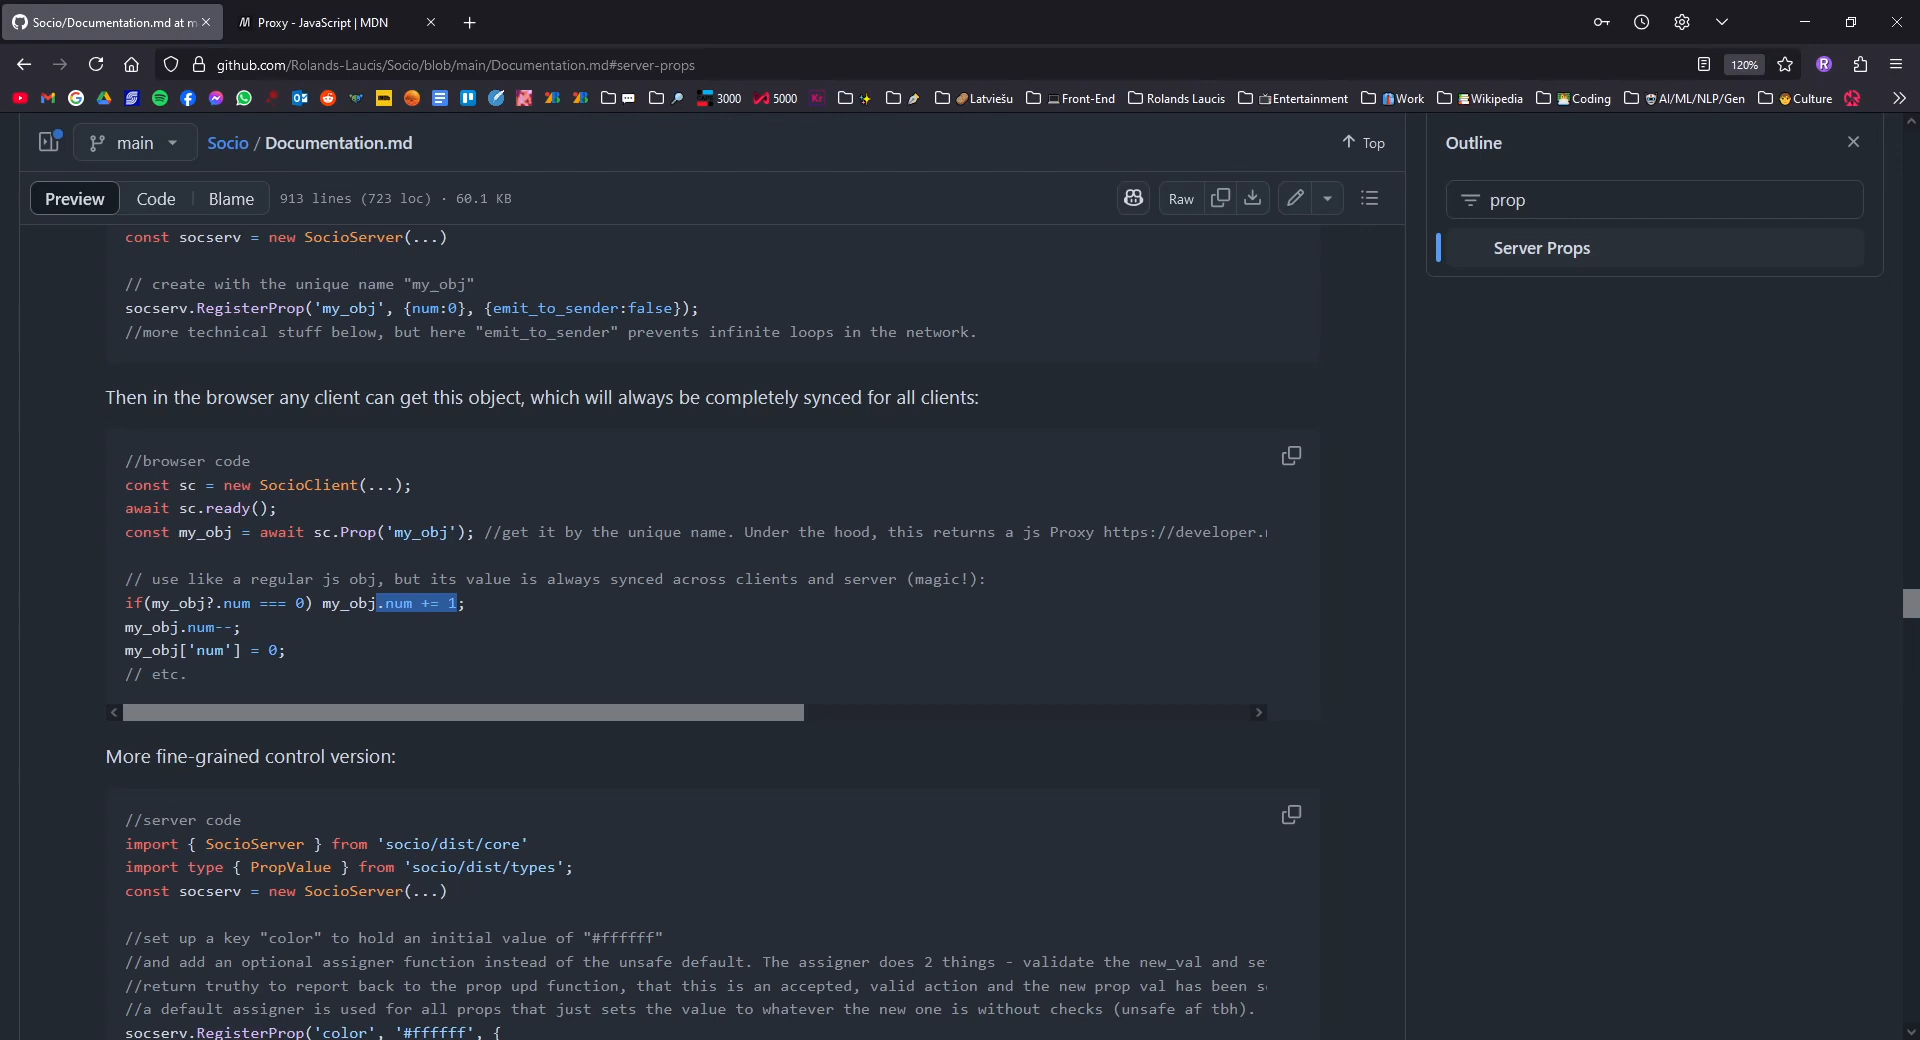 Socio/Documentation.md at m
Proxy - JavaScript | MDN
github.com/Rolands-Laucis/Socio/blob/main/Documentation.md#server-props
120%
R
3000
5000
Kr
Latviešu
Front-End
Rolands Laucis
Entertainment
Work
Wikipedia
Coding
AI/ML/NLP/Gen
Culture
main
Socio / Documentation.md
Top
Outline
Preview
Code
Blame
913 lines (723 loc) · 60.1 KB
Raw
prop
Server Props
const socserv = new SocioServer(...)
// create with the unique name "my_obj"
socserv.RegisterProp('my_obj', {num:0}, {emit_to_sender:false});
//more technical stuff below, but here "emit_to_sender" prevents infinite loops in the network.
Then in the browser any client can get this object, which will always be completely synced for all clients:
//browser code
const sc = new SocioClient(...);
await sc.ready();
const my_obj = await sc.Prop('my_obj'); //get it by the unique name. Under the hood, this returns a js Proxy https://developer.
// use like a regular js obj, but its value is always synced across clients and server (magic!):
if(my_obj?.num === 0) my_obj.num += 1;
my_obj.num--;
my_obj['num'] = 0;
// etc.
More fine-grained control version:
//server code
import { SocioServer } from 'socio/dist/core'
import type { PropValue } from 'socio/dist/types';
const socserv = new SocioServer(...)
//set up a key "color" to hold an initial value of "#ffffff"
//and add an optional assigner function instead of the unsafe default. The assigner does 2 things - validate the new_val and se
//return truthy to report back to the prop upd function, that this is an accepted, valid action and the new prop val has been s
//a default assigner is used for all props that just sets the value to whatever the new one is without checks (unsafe af tbh).
socserv.RegisterProp('color', '#ffffff', {